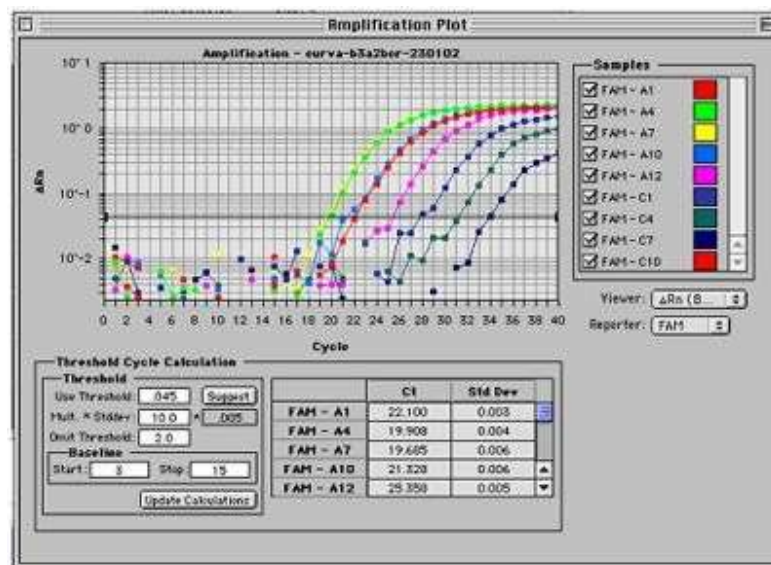 Amplification Plot
Amplification - curva-b3a2bcr-230102
10^1
10^0
10^-1
10^-2
ΔRn
0 2 4 6 8 10 12 14 16 18 20 22 24 26 28 30 32 34 36 38 40
Cycle
Samples
FAM - A1
FAM - A4
FAM - A7
FAM - A10
FAM - A12
FAM - C1
FAM - C4
FAM - C7
FAM - C10
Viewer: ΔRn (B...
Reporter: FAM
Threshold Cycle Calculation
Threshold
Use Threshold: .045 Suggest
Mult. * Stddev: 10.0 * .005
Omit Threshold: 2.0
Baseline
Start: 3 Stop: 15
Update Calculations
Ct Std Dev
FAM - A1 22.100 0.003
FAM - A4 19.908 0.004
FAM - A7 19.685 0.006
FAM - A10 21.328 0.006
FAM - A12 25.358 0.005